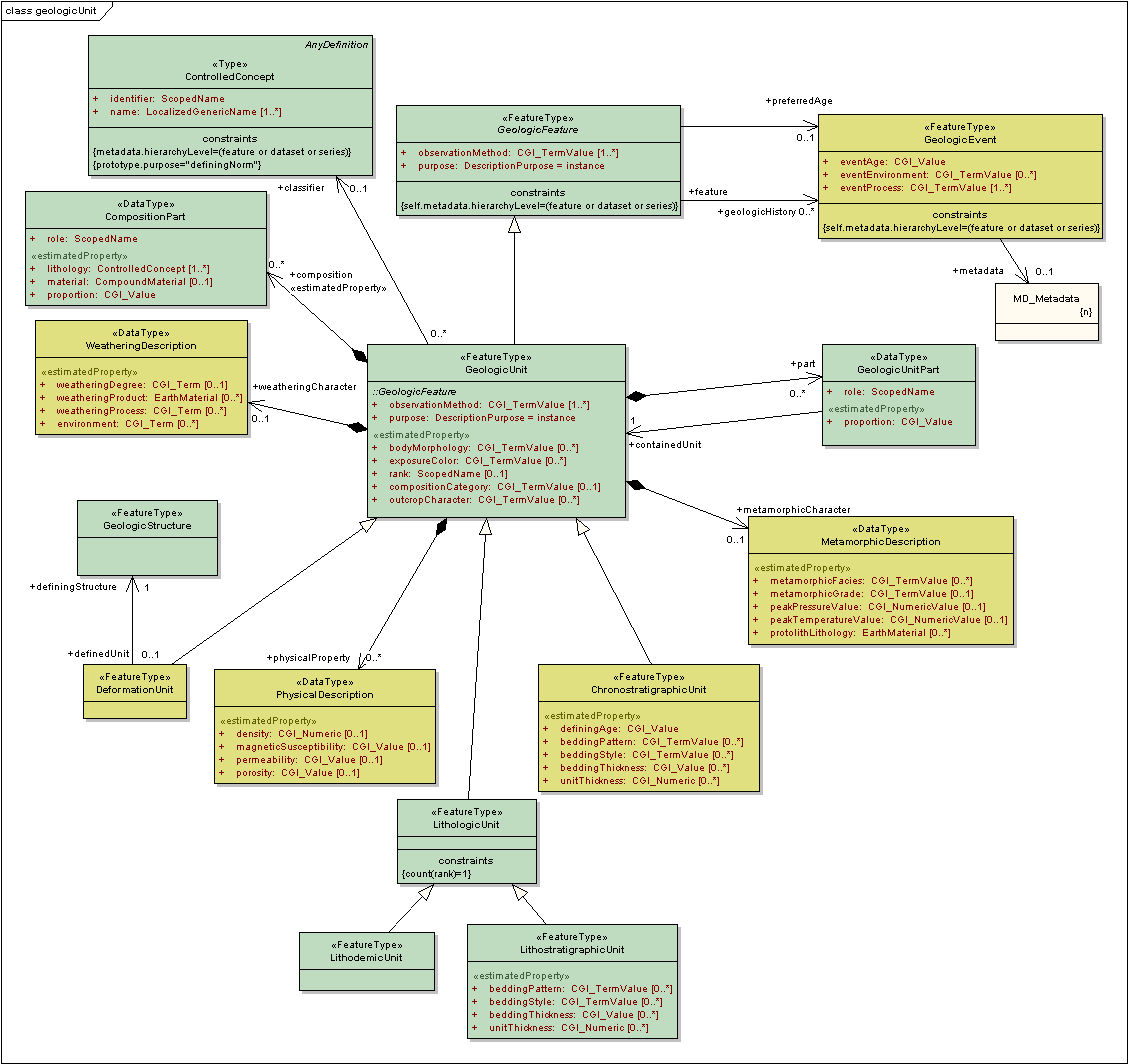 class geologicUnit
AnyDefinition
«Type»
ControlledConcept
+ identifier: ScopedName
+ name: LocalizedGenericName [1..*]
constraints
{metadata.hierarchyLevel=(feature or dataset or series)}
{prototype.purpose="definingNorm"}
«FeatureType»
GeologicFeature
+ observationMethod: CGI_TermValue [1..*]
+ purpose: DescriptionPurpose = instance
constraints
{self.metadata.hierarchyLevel=(feature or dataset or series)}
+preferredAge
0..1
+feature
+geologicHistory 0..*
«FeatureType»
GeologicEvent
+ eventAge: CGI_Value
+ eventEnvironment: CGI_TermValue [0..*]
+ eventProcess: CGI_TermValue [1..*]
constraints
{self.metadata.hierarchyLevel=(feature or dataset or series)}
+metadata
0..1
MD_Metadata
{n}
+classifier
0..1
0..*
«DataType»
CompositionPart
+ role: ScopedName
«estimatedProperty»
+ lithology: ControlledConcept [1..*]
+ material: CompoundMaterial [0..1]
+ proportion: CGI_Value
0..*
+composition
«estimatedProperty»
«DataType»
WeatheringDescription
«estimatedProperty»
+ weatheringDegree: CGI_Term [0..1]
+ weatheringProduct: EarthMaterial [0..*]
+ weatheringProcess: CGI_Term [0..*]
+ environment: CGI_Term [0..*]
+weatheringCharacter
0..1
«FeatureType»
GeologicUnit
::GeologicFeature
+ observationMethod: CGI_TermValue [1..*]
+ purpose: DescriptionPurpose = instance
«estimatedProperty»
+ bodyMorphology: CGI_TermValue [0..*]
+ exposureColor: CGI_TermValue [0..*]
+ rank: ScopedName [0..1]
+ compositionCategory: CGI_TermValue [0..1]
+ outcropCharacter: CGI_TermValue [0..*]
+part
0..*
1
+containedUnit
«DataType»
GeologicUnitPart
+ role: ScopedName
«estimatedProperty»
+ proportion: CGI_Value
+metamorphicCharacter
0..1
«DataType»
MetamorphicDescription
«estimatedProperty»
+ metamorphicFacies: CGI_TermValue [0..*]
+ metamorphicGrade: CGI_TermValue [0..1]
+ peakPressureValue: CGI_NumericValue [0..1]
+ peakTemperatureValue: CGI_NumericValue [0..1]
+ protolithLithology: EarthMaterial [0..*]
«FeatureType»
GeologicStructure
+definingStructure
1
+definedUnit
0..1
«FeatureType»
DeformationUnit
+physicalProperty
0..*
«DataType»
PhysicalDescription
«estimatedProperty»
+ density: CGI_Numeric [0..1]
+ magneticSusceptibility: CGI_Value [0..1]
+ permeability: CGI_Value [0..1]
+ porosity: CGI_Value [0..1]
«FeatureType»
ChronostratigraphicUnit
«estimatedProperty»
+ definingAge: CGI_Value
+ beddingPattern: CGI_TermValue [0..*]
+ beddingStyle: CGI_TermValue [0..*]
+ beddingThickness: CGI_Value [0..*]
+ unitThickness: CGI_Numeric [0..*]
«FeatureType»
LithologicUnit
constraints
{count(rank)=1}
«FeatureType»
LithodemicUnit
«FeatureType»
LithostratigraphicUnit
«estimatedProperty»
+ beddingPattern: CGI_TermValue [0..*]
+ beddingStyle: CGI_TermValue [0..*]
+ beddingThickness: CGI_Value [0..*]
+ unitThickness: CGI_Numeric [0..*]